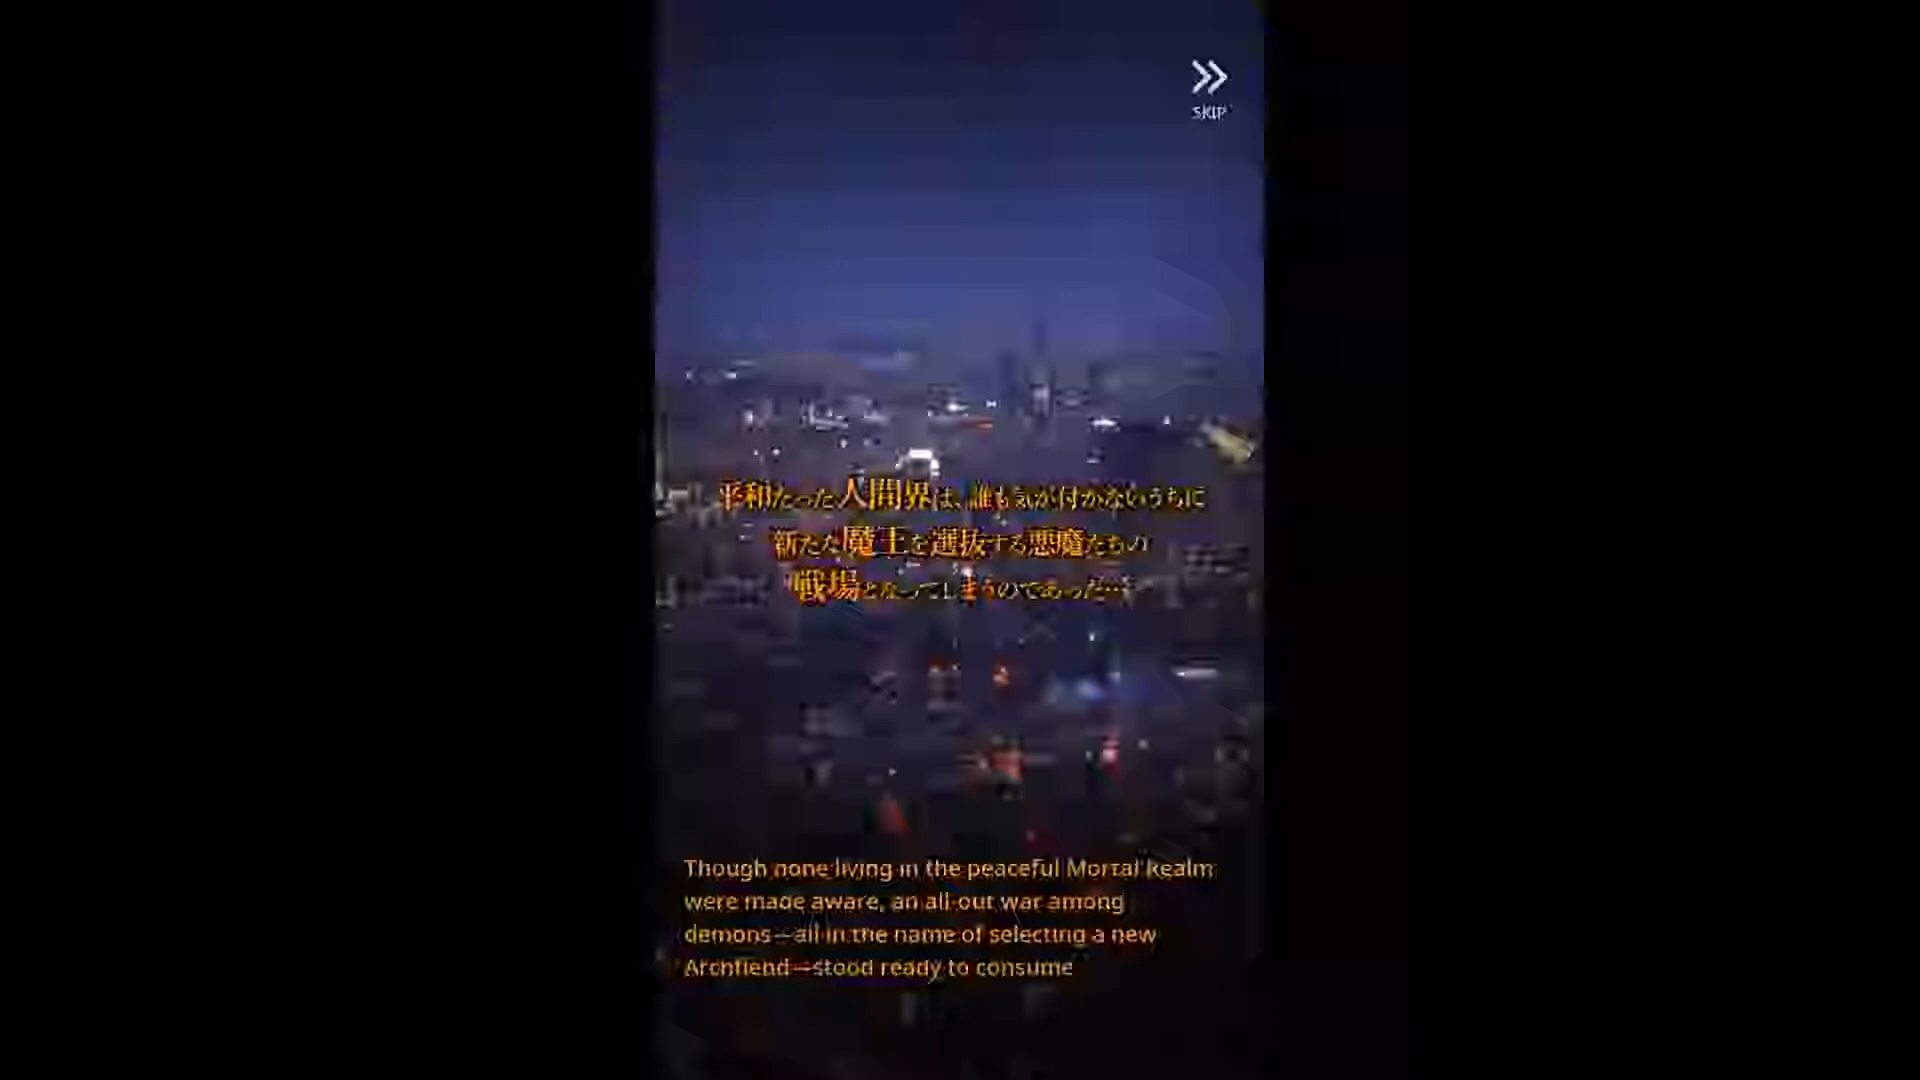 SKIP
平和だった人間界は、誰も気が付かないうちに
新たな魔王を選抜する悪魔たちの
戦場となってしまうのであった…
Though none living in the peaceful Mortal Realm
were made aware, an all-out war among
demons—all in the name of selecting a new
Archfiend—stood ready to consume